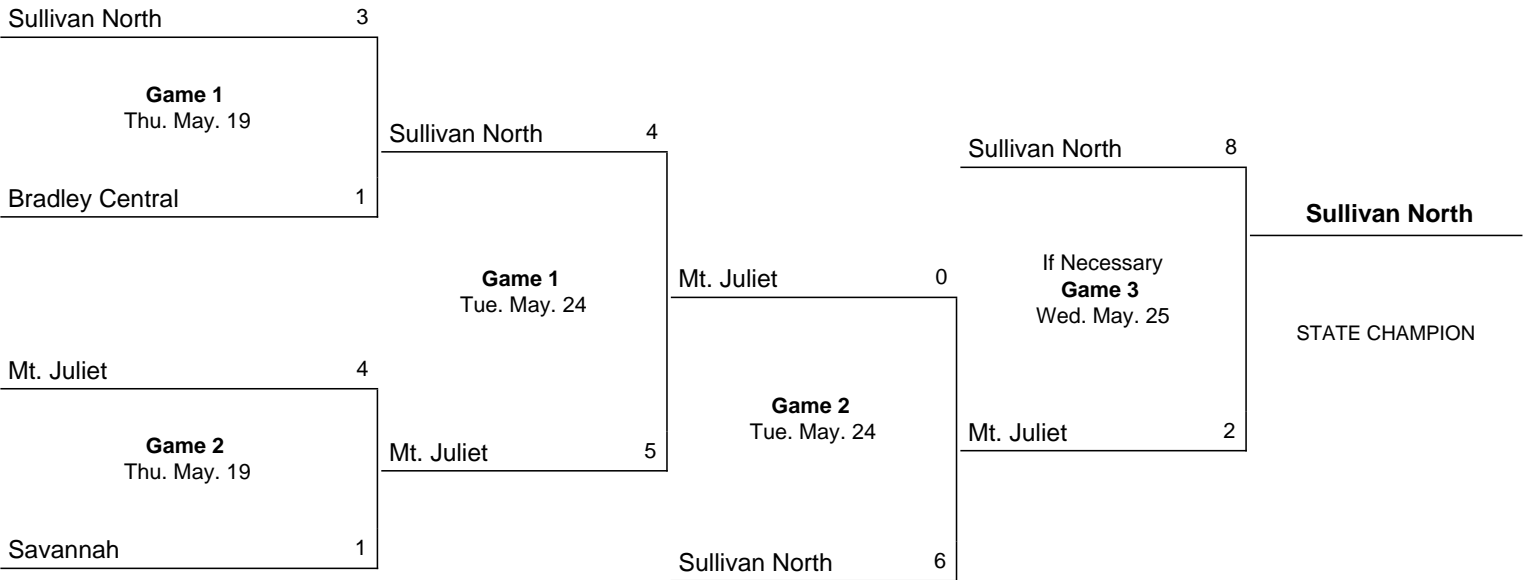 Sullivan North 3
Game 1
Thu. May. 19
Bradley Central 1
Mt. Juliet 4
Game 2
Thu. May. 19
Savannah 1
Sullivan North 4
Game 1
Tue. May. 24
Mt. Juliet 5
Mt. Juliet 0
Game 2
Tue. May. 24
Sullivan North 6
Sullivan North 8
If Necessary
Game 3
Wed. May. 25
Mt. Juliet 2
Sullivan North
STATE CHAMPION